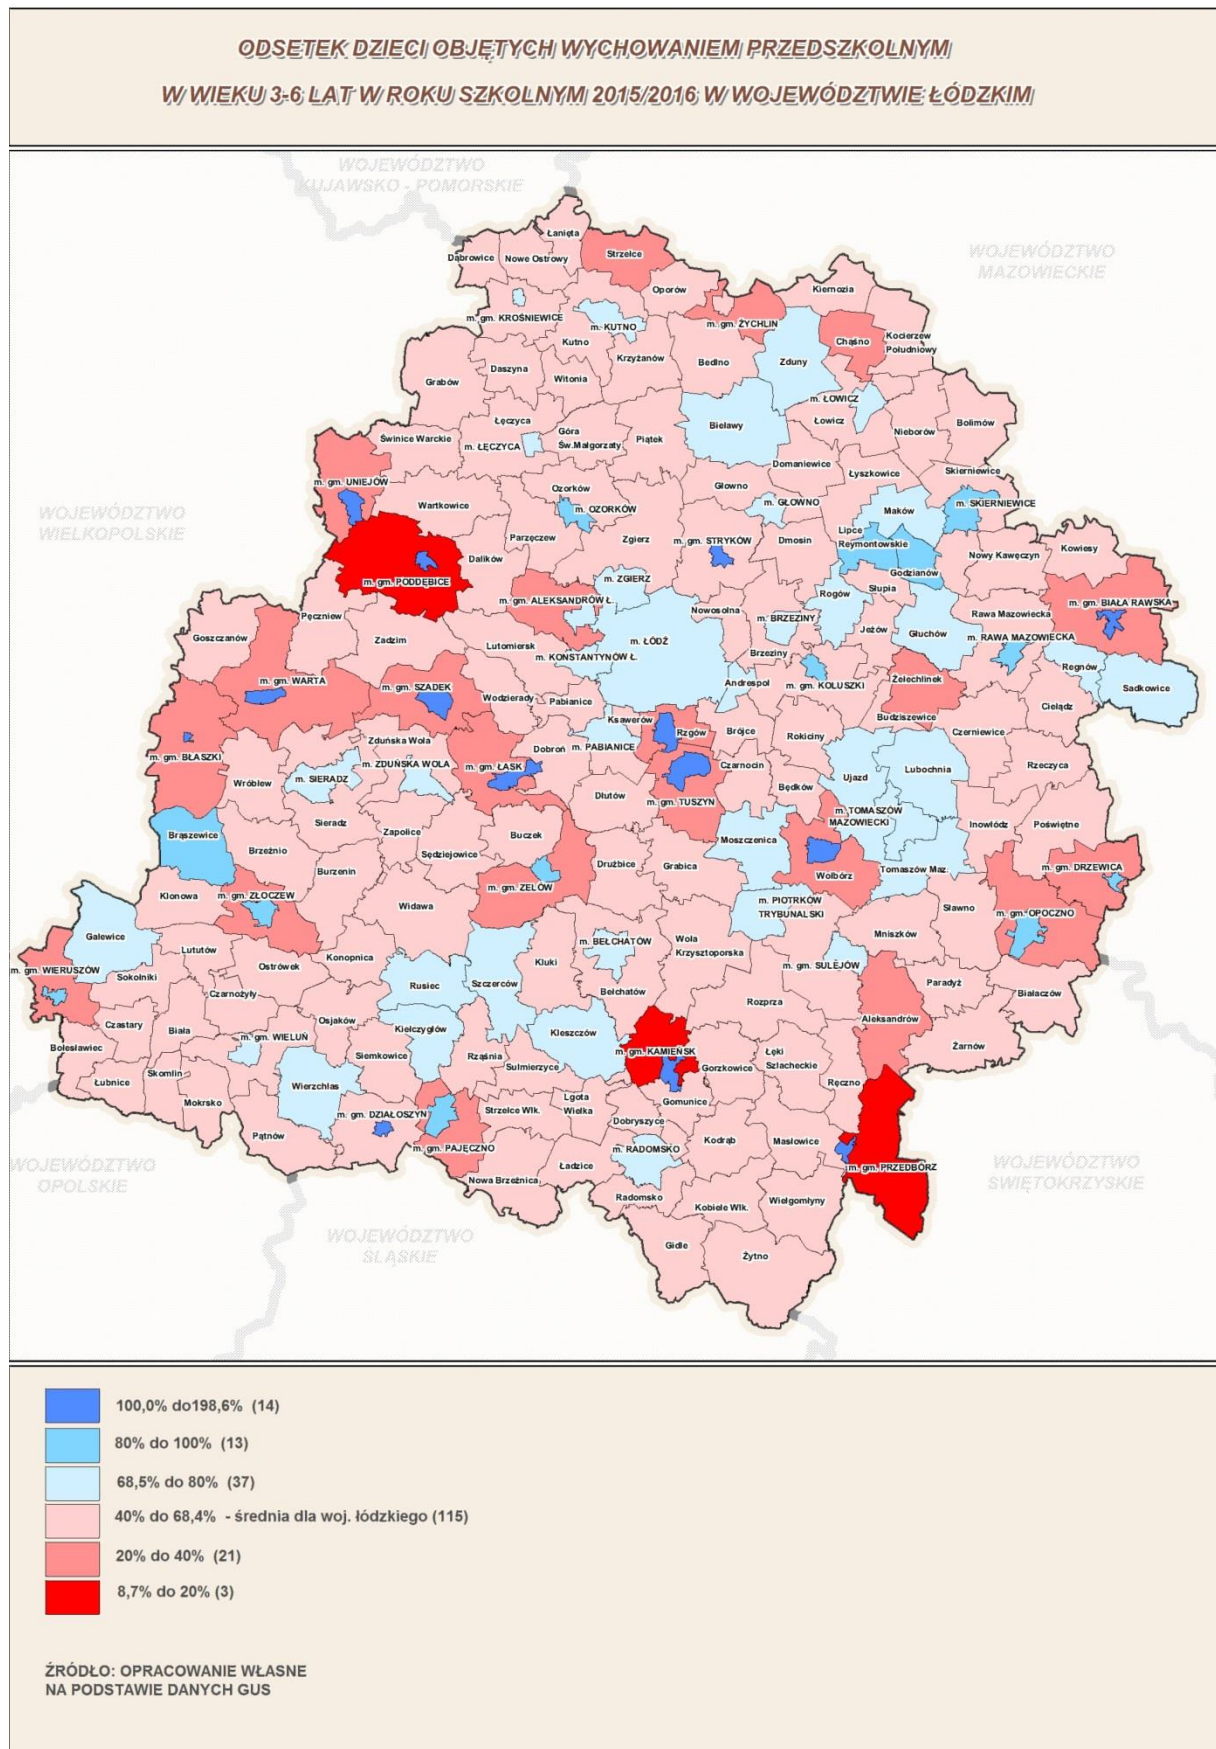 ODSETEK DZIECI OBJĘTYCH WYCHOWANIEM PRZEDSZKOLNYM
W WIEKU 3-6 LAT W ROKU SZKOLNYM 2015/2016 W WOJEWÓDZTWIE ŁÓDZKIM
WOJEWÓDZTWO
KUJAWSKO - POMORSKIE
WOJEWÓDZTWO
MAZOWIECKIE
WOJEWÓDZTWO
WIELKOPOLSKIE
WOJEWÓDZTWO
OPOLSKIE
WOJEWÓDZTWO
ŚLĄSKIE
WOJEWÓDZTWO
ŚWIĘTOKRZYSKIE
Łanięta
Strzelce
Dąbrowice
Nowe Ostrowy
Oporów
Kiernozia
m. gm. KROŚNIEWICE
m. KUTNO
m. gm. ŻYCHLIN
Kutno
Krzyżanów
Bedlno
Zduny
Chąśno
Kocierzew
Południowy
Daszyna
Witonia
Grabów
m. ŁOWICZ
Łęczyca
Góra
Św.Małgorzaty
Piątek
Bielawy
Łowicz
Nieborów
Bolimów
Świnice Warckie
m. ŁĘCZYCA
Domaniewice
Łyszkowice
Skierniewice
m. gm. UNIEJÓW
Wartkowice
Ozorków
m. OZORKÓW
Głowno
m. GŁOWNO
Maków
m. SKIERNIEWICE
Parzęczew
Zgierz
m. gm. STRYKÓW
Dmosin
Lipce
Reymontowskie
Nowy Kawęczyn
Kowiesy
Dalików
m. gm. PODDĘBICE
m. ZGIERZ
Godzianów
m. gm. ALEKSANDRÓW Ł.
Nowosolna
m. BRZEZINY
Rogów
Słupia
Rawa Mazowiecka
m. gm. BIAŁA RAWSKA
Pęczniew
Goszczanów
Zadzim
Lutomiersk
m. ŁÓDŹ
m. KONSTANTYNÓW Ł.
Brzeziny
Jeżów
Głuchów
m. RAWA MAZOWIECKA
Regnów
Sadkowice
m. gm. WARTA
m. gm. SZADEK
Wodzierady
Pabianice
Andrespol
m. gm. KOLUSZKI
Żelechlinek
Cielądz
Ksawerów
Rzgów
Brójce
Rokiciny
Budziszewice
Czerniewice
m. gm. BŁASZKI
Zduńska Wola
m. ZDUŃSKA WOLA
m. gm. ŁASK
Dobroń
m. PABIANICE
Wróblew
m. SIERADZ
Czarnocin
Będków
Ujazd
Lubochnia
Rzeczyca
Dłutów
m. gm. TUSZYN
m. TOMASZÓW
MAZOWIECKI
Inowłódz
Poświętne
Brąszewice
Sieradz
Zapolice
Buczek
Moszczenica
Brzeźnio
Sędziejowice
Drużbice
Grabica
Wolbórz
Tomaszów Maz.
m. gm. DRZEWICA
Burzenin
m. gm. ZELÓW
Klonowa
m. gm. ZŁOCZEW
Widawa
m. PIOTRKÓW
TRYBUNALSKI
Sławno
m. gm. OPOCZNO
Galewice
Lututów
Konopnica
m. BEŁCHATÓW
Wola
Krzysztoporska
Mniszków
m. gm. WIERUSZÓW
Sokolniki
Ostrówek
Kluki
m. gm. SULEJÓW
Czarnożyły
Rusiec
Szczerców
Bełchatów
Rozprza
Paradyż
Białaczów
Czastary
Biała
Osjaków
Kiełczygłów
Kleszczów
Aleksandrów
Bolesławiec
m. gm. WIELUŃ
Siemkowice
Rząśnia
Sulmierzyce
m. gm. KAMIEŃSK
Gorzkowice
Łęki
Szlacheckie
Żarnów
Łubnice
Skomlin
Mokrsko
Wierzchlas
Ręczno
Strzelce Wlk.
Lgota
Wielka
Gomunice
Dobryszyce
Pątnów
m. gm. DZIAŁOSZYN
m. gm. PAJĘCZNO
m. RADOMSKO
Kodrąb
Masłowice
m. gm. PRZEDBÓRZ
Ładzice
Nowa Brzeźnica
Radomsko
Kobiele Wlk.
Wielgomłyny
Gidle
Żytno
100,0% do198,6% (14)
80% do 100% (13)
68,5% do 80% (37)
40% do 68,4% - średnia dla woj. łódzkiego (115)
20% do 40% (21)
8,7% do 20% (3)
ŹRÓDŁO: OPRACOWANIE WŁASNE
NA PODSTAWIE DANYCH GUS